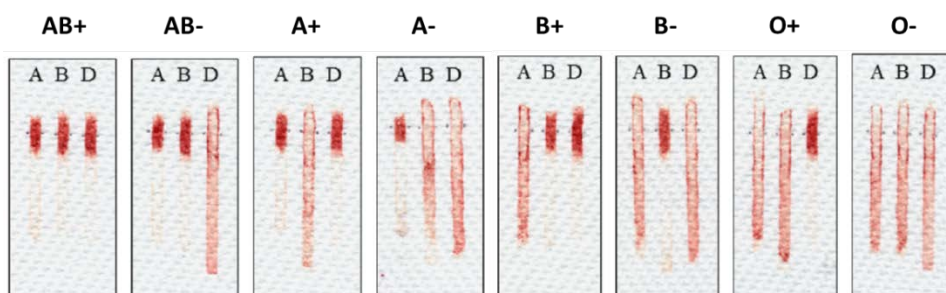 AB+ AB- A+ A- B+ B- O+ O-
A B D A B D A B D A B D A B D A B D A B D A B D